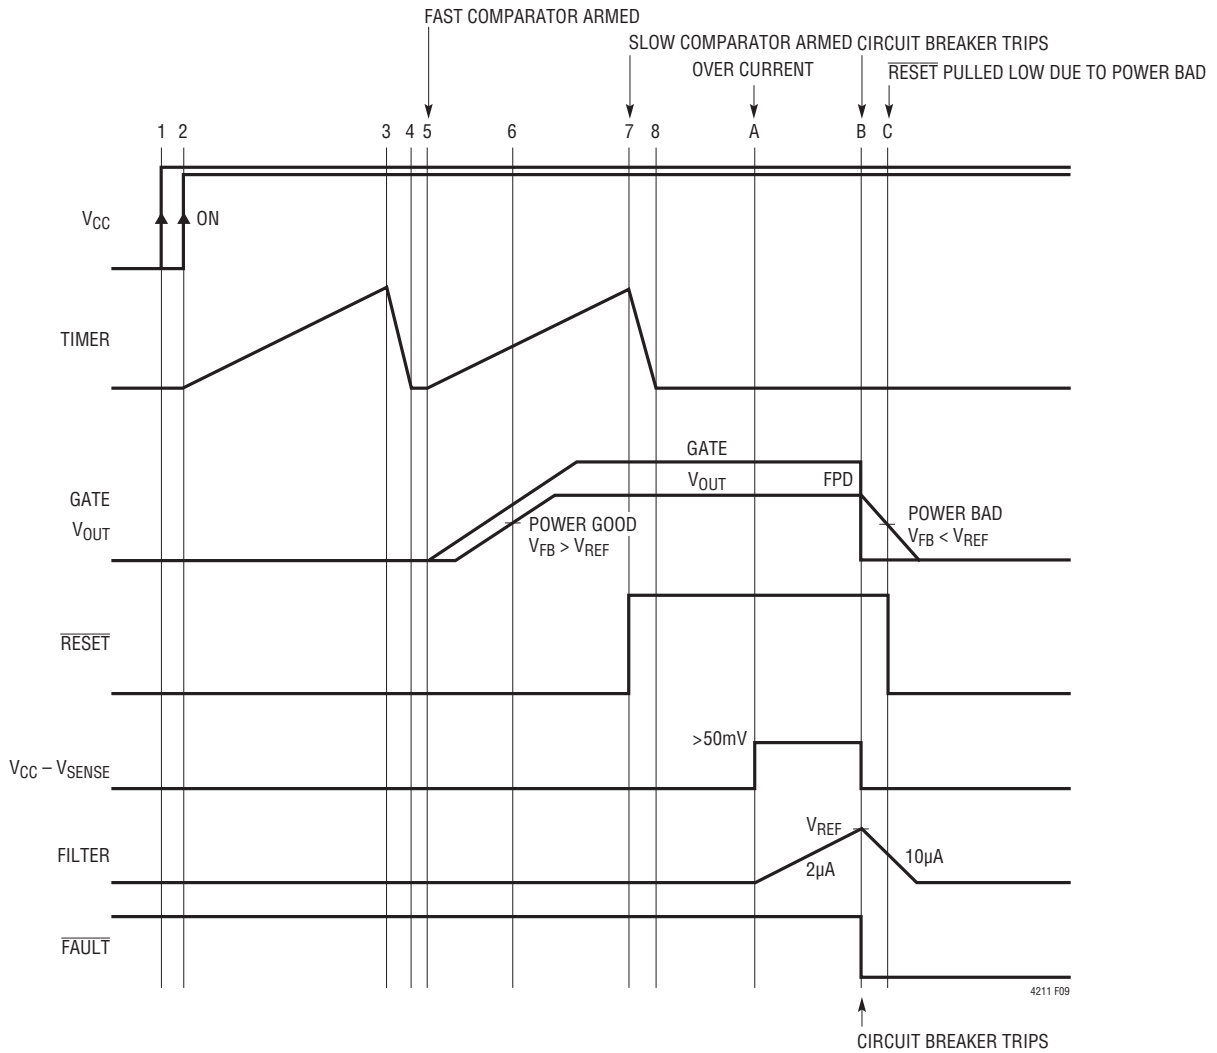 FAST COMPARATOR ARMED
SLOW COMPARATOR ARMED
CIRCUIT BREAKER TRIPS
OVER CURRENT
RESET PULLED LOW DUE TO POWER BAD
1 2 3 4 5 6 7 8 A B C
VCC
ON
TIMER
GATE
VOUT
GATE
VOUT
FPD
POWER GOOD
VFB > VREF
POWER BAD
VFB < VREF
RESET
>50mV
VCC – VSENSE
VREF
FILTER
2µA
10µA
FAULT
4211 F09
CIRCUIT BREAKER TRIPS